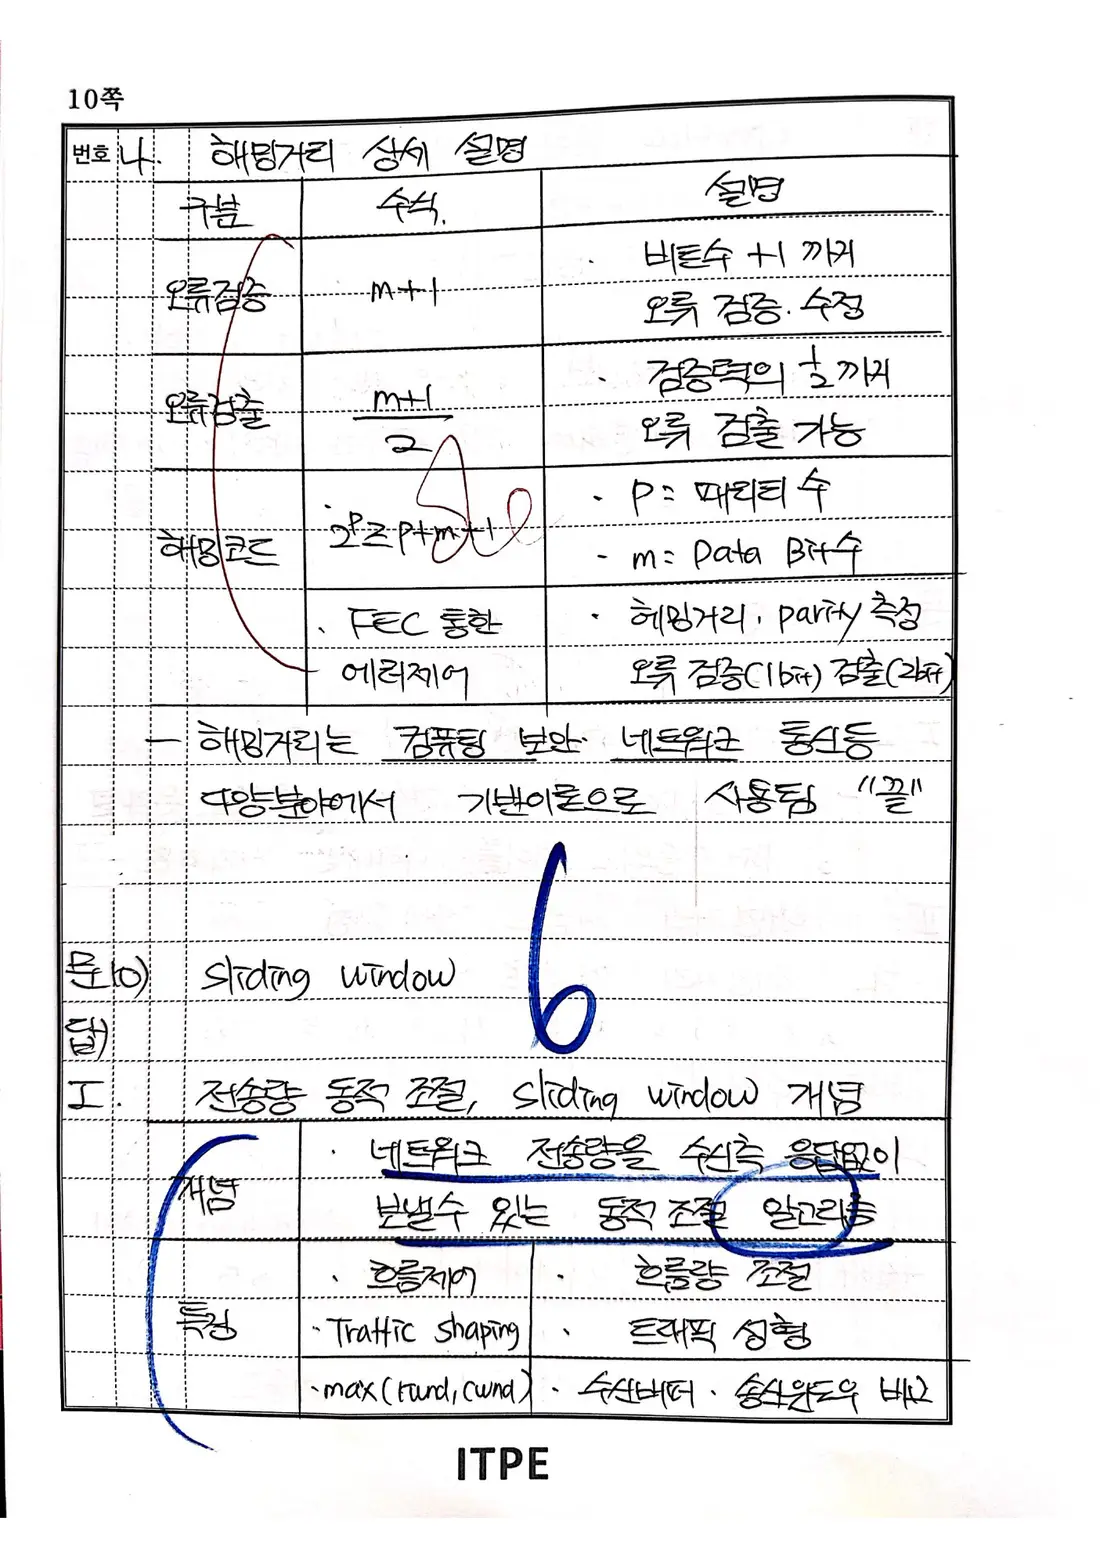 10쪽
번호 나. 해밍거리 상세 설명
구분 수식. 설명
오류검증 m+1 · 비트수 +1 까지
오류 검증·수정
오류검출 m+1/2 · 검증력의 1/2까지
오류 검출 가능
해밍코드 · 2^P≥P+m+1 · P= 패리티 수
· m= Data Bit수
· FEC 통한 · 헤밍거리, parity 측정
에러제어 오류 검증(1bit) 검출(2bit)
- 해밍거리는 컴퓨팅 보안· 네트워크 통신등
다양분야에서 기반이론으로 사용됨 "끝"
6
문10) sliding window
답)
I. 전송량 동적 조절, sliding window 개념
개념 · 네트워크 전송량을 수신측 응답없이
보낼수 있는 동적 조절 알고리즘
특징 · 흐름제어 · 흐름량 조절
· Traffic shaping · 트래픽 성형
· max(rwnd, cwnd) · 수신버퍼·송신윈도우 비교
ITPE